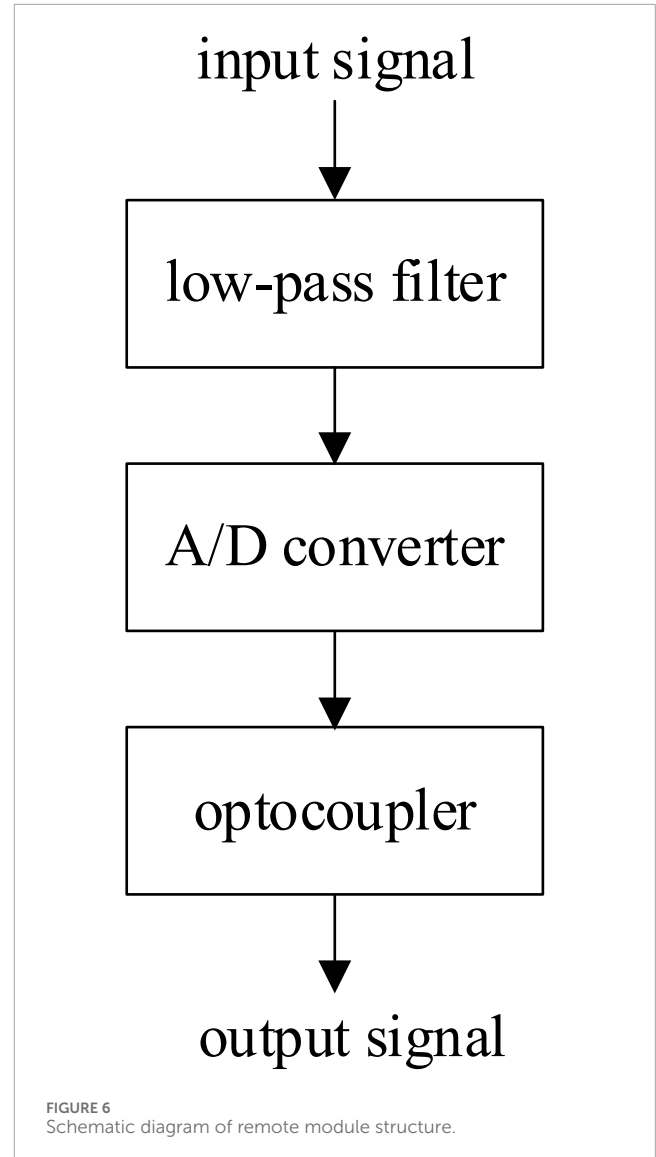 input signal
low-pass filter
A/D converter
optocoupler
output signal
FIGURE 6
Schematic diagram of remote module structure.